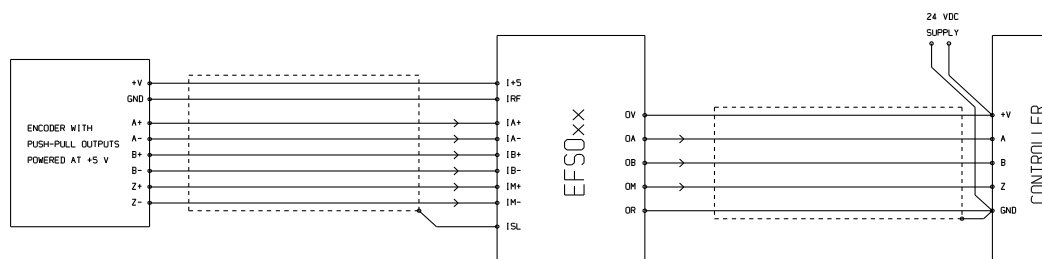 24 VDC
SUPPLY
+V
GND
A+
A-
B+
B-
Z+
Z-
ENCODER WITH
PUSH-PULL OUTPUTS
POWERED AT +5 V
I+5
IRF
IA+
IA-
IB+
IB-
IM+
IM-
ISL
EFSOxx
OV
OA
OB
OM
OR
+V
A
B
Z
GND
CONTROLLER